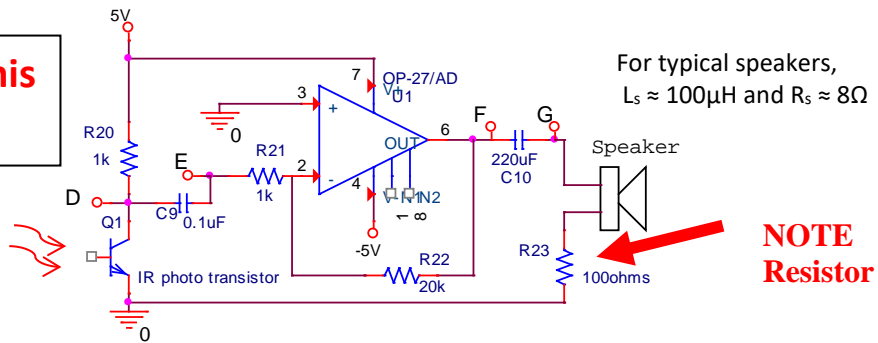 his
5V
For typical speakers,
Ls ≈ 100µH and Rs ≈ 8Ω
7
OP-27/AD
V+
U1
3
+
0
F
G
R20
1k
E
R21
1k
6
OUT
220uF
C10
Speaker
2
-
4
V-
N1
N2
1
8
D
C9
0.1uF
Q1
-5V
R22
20k
R23
100ohms
NOTE
Resistor
IR photo transistor
0